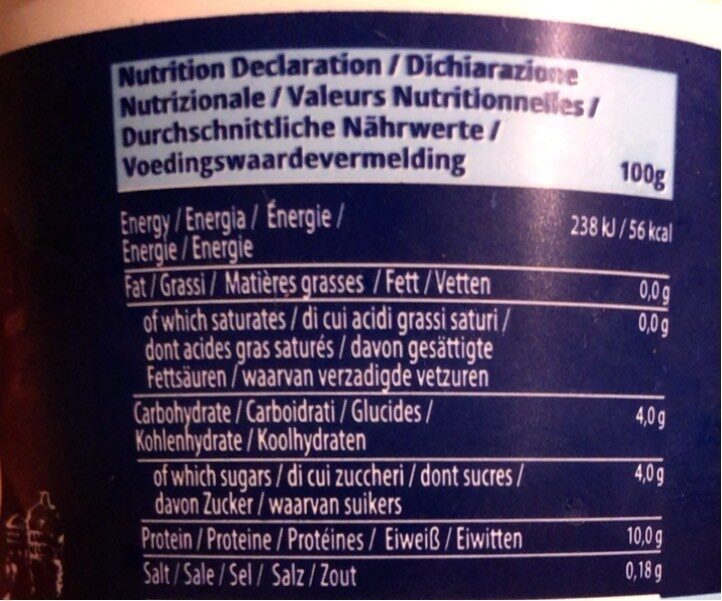 Nutrition Declaration / Dichiarazione
Nutrizionale / Valeurs Nutritionnelles /
Durchschnittliche Nährwerte /
Voedingswaardevermelding 100g
Energy / Energia / Énergie / 238 kJ / 56 kcal
Energie / Energie
Fat / Grassi / Matières grasses / Fett / Vetten 0,0 g
of which saturates / di cui acidi grassi saturi / 0,0 g
dont acides gras saturés / davon gesättigte
Fettsäuren / waarvan verzadigde vetzuren
Carbohydrate / Carboidrati / Glucides / 4,0 g
Kohlenhydrate / Koolhydraten
of which sugars / di cui zuccheri / dont sucres / 4,0 g
davon Zucker / waarvan suikers
Protein / Proteine / Protéines / Eiweiß / Eiwitten 10,0 g
Salt / Sale / Sel / Salz / Zout 0,18 g